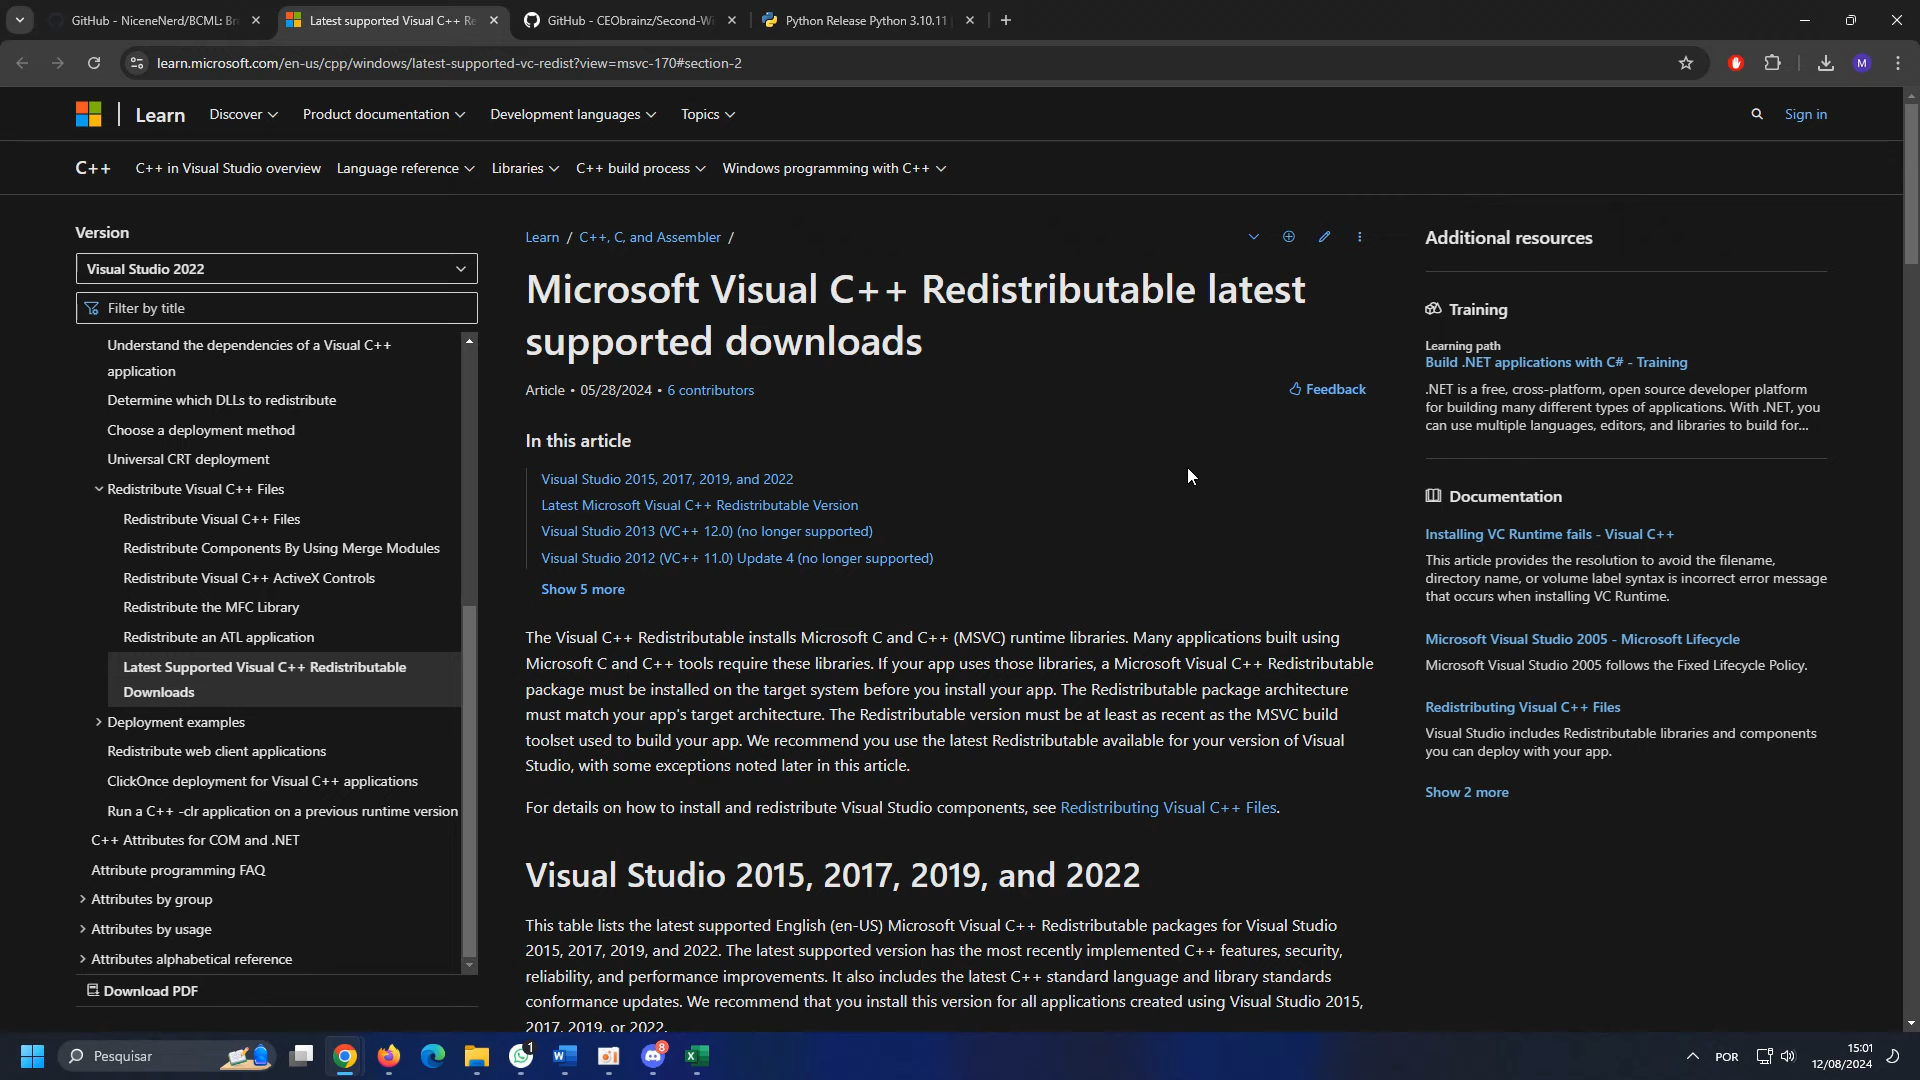 GitHub - NiceneNerd/BCML: Br
Latest supported Visual C++ Re
GitHub - CEObrainz/Second-Wi
Python Release Python 3.10.11
learn.microsoft.com/en-us/cpp/windows/latest-supported-vc-redist?view=msvc-170#section-2
M
Learn
Discover
Product documentation
Development languages
Topics
Sign in
C++
C++ in Visual Studio overview
Language reference
Libraries
C++ build process
Windows programming with C++
Version
Visual Studio 2022
Filter by title
Understand the dependencies of a Visual C++
application
Determine which DLLs to redistribute
Choose a deployment method
Universal CRT deployment
Redistribute Visual C++ Files
Redistribute Visual C++ Files
Redistribute Components By Using Merge Modules
Redistribute Visual C++ ActiveX Controls
Redistribute the MFC Library
Redistribute an ATL application
Latest Supported Visual C++ Redistributable
Downloads
Deployment examples
Redistribute web client applications
ClickOnce deployment for Visual C++ applications
Run a C++ -clr application on a previous runtime version
C++ Attributes for COM and .NET
Attribute programming FAQ
Attributes by group
Attributes by usage
Attributes alphabetical reference
Download PDF
Learn / C++, C, and Assembler /
Microsoft Visual C++ Redistributable latest
supported downloads
Article • 05/28/2024 • 6 contributors
Feedback
In this article
Visual Studio 2015, 2017, 2019, and 2022
Latest Microsoft Visual C++ Redistributable Version
Visual Studio 2013 (VC++ 12.0) (no longer supported)
Visual Studio 2012 (VC++ 11.0) Update 4 (no longer supported)
Show 5 more
The Visual C++ Redistributable installs Microsoft C and C++ (MSVC) runtime libraries. Many applications built using
Microsoft C and C++ tools require these libraries. If your app uses those libraries, a Microsoft Visual C++ Redistributable
package must be installed on the target system before you install your app. The Redistributable package architecture
must match your app's target architecture. The Redistributable version must be at least as recent as the MSVC build
toolset used to build your app. We recommend you use the latest Redistributable available for your version of Visual
Studio, with some exceptions noted later in this article.
For details on how to install and redistribute Visual Studio components, see Redistributing Visual C++ Files.
Visual Studio 2015, 2017, 2019, and 2022
This table lists the latest supported English (en-US) Microsoft Visual C++ Redistributable packages for Visual Studio
2015, 2017, 2019, and 2022. The latest supported version has the most recently implemented C++ features, security,
reliability, and performance improvements. It also includes the latest C++ standard language and library standards
conformance updates. We recommend that you install this version for all applications created using Visual Studio 2015,
2017, 2019, or 2022.
Additional resources
Training
Learning path
Build .NET applications with C# - Training
.NET is a free, cross-platform, open source developer platform
for building many different types of applications. With .NET, you
can use multiple languages, editors, and libraries to build for...
Documentation
Installing VC Runtime fails - Visual C++
This article provides the resolution to avoid the filename,
directory name, or volume label syntax is incorrect error message
that occurs when installing VC Runtime.
Microsoft Visual Studio 2005 - Microsoft Lifecycle
Microsoft Visual Studio 2005 follows the Fixed Lifecycle Policy.
Redistributing Visual C++ Files
Visual Studio includes Redistributable libraries and components
you can deploy with your app.
Show 2 more
Pesquisar
1
8
POR
15:01
12/08/2024